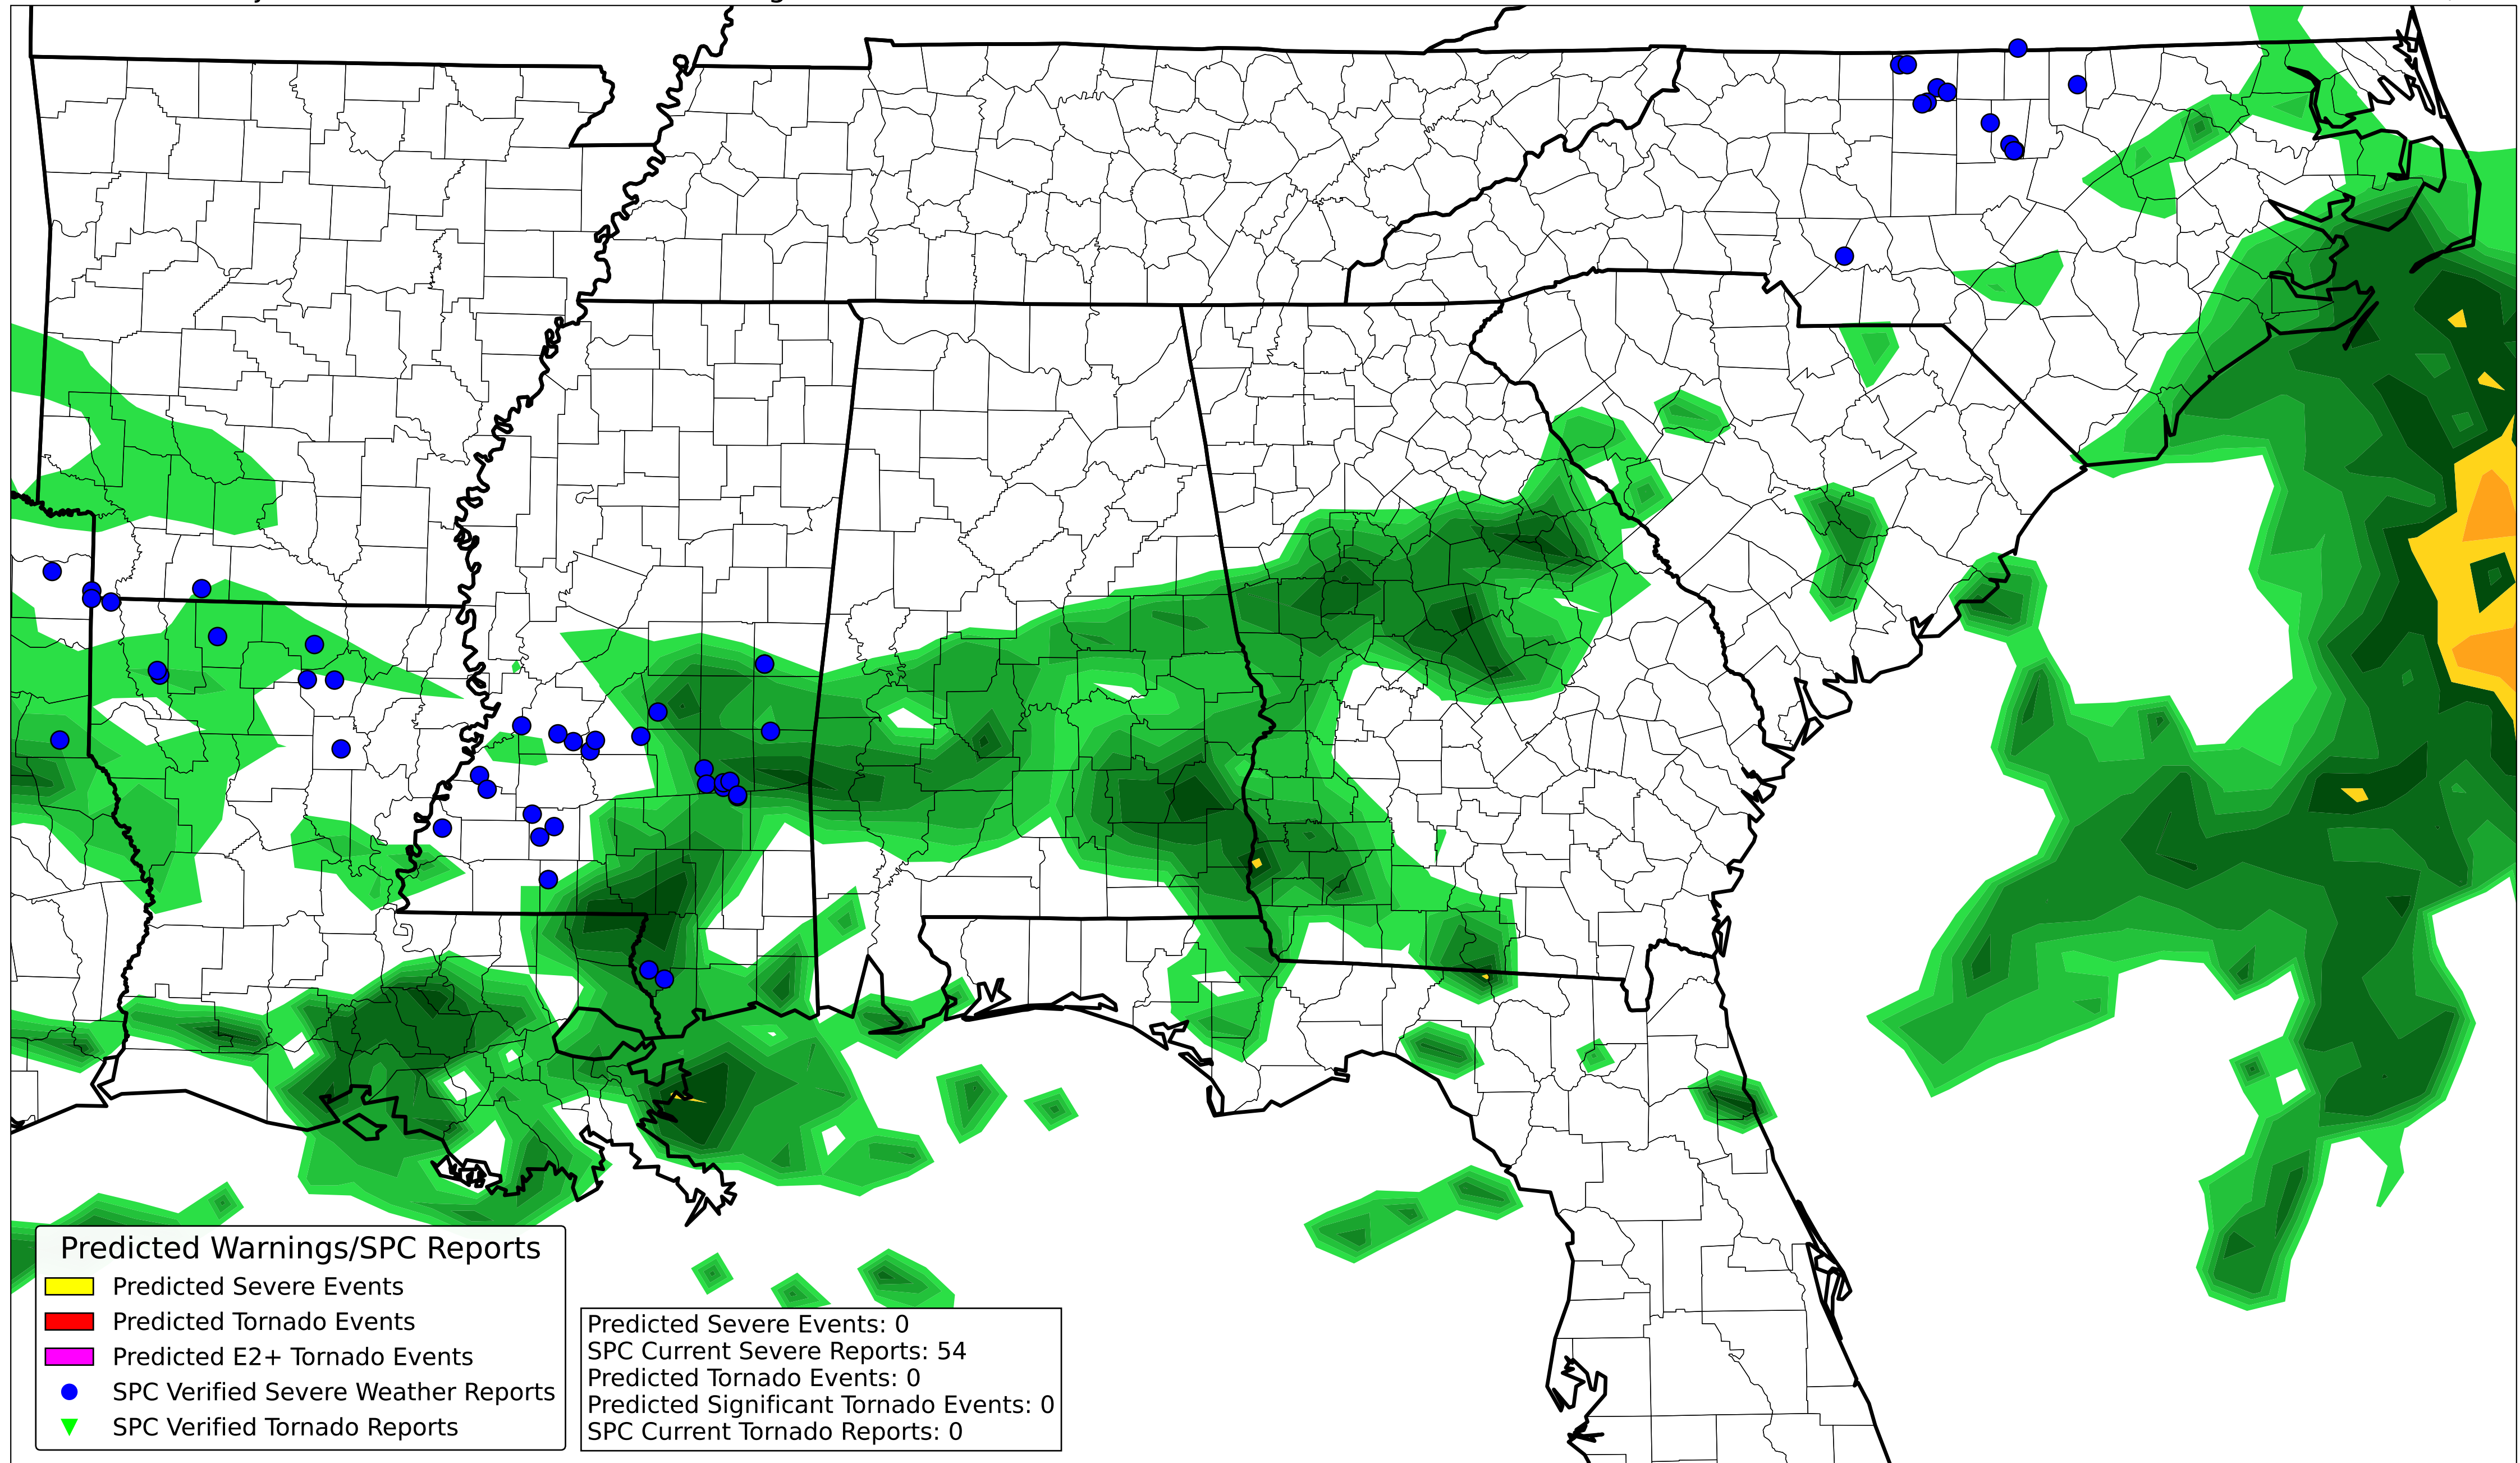 Predicted Warnings/SPC Reports
Predicted Severe Events
Predicted Tornado Events
Predicted E2+ Tornado Events
SPC Verified Severe Weather Reports
SPC Verified Tornado Reports
Predicted Severe Events: 0
SPC Current Severe Reports: 54
Predicted Tornado Events: 0
Predicted Significant Tornado Events: 0
SPC Current Tornado Reports: 0